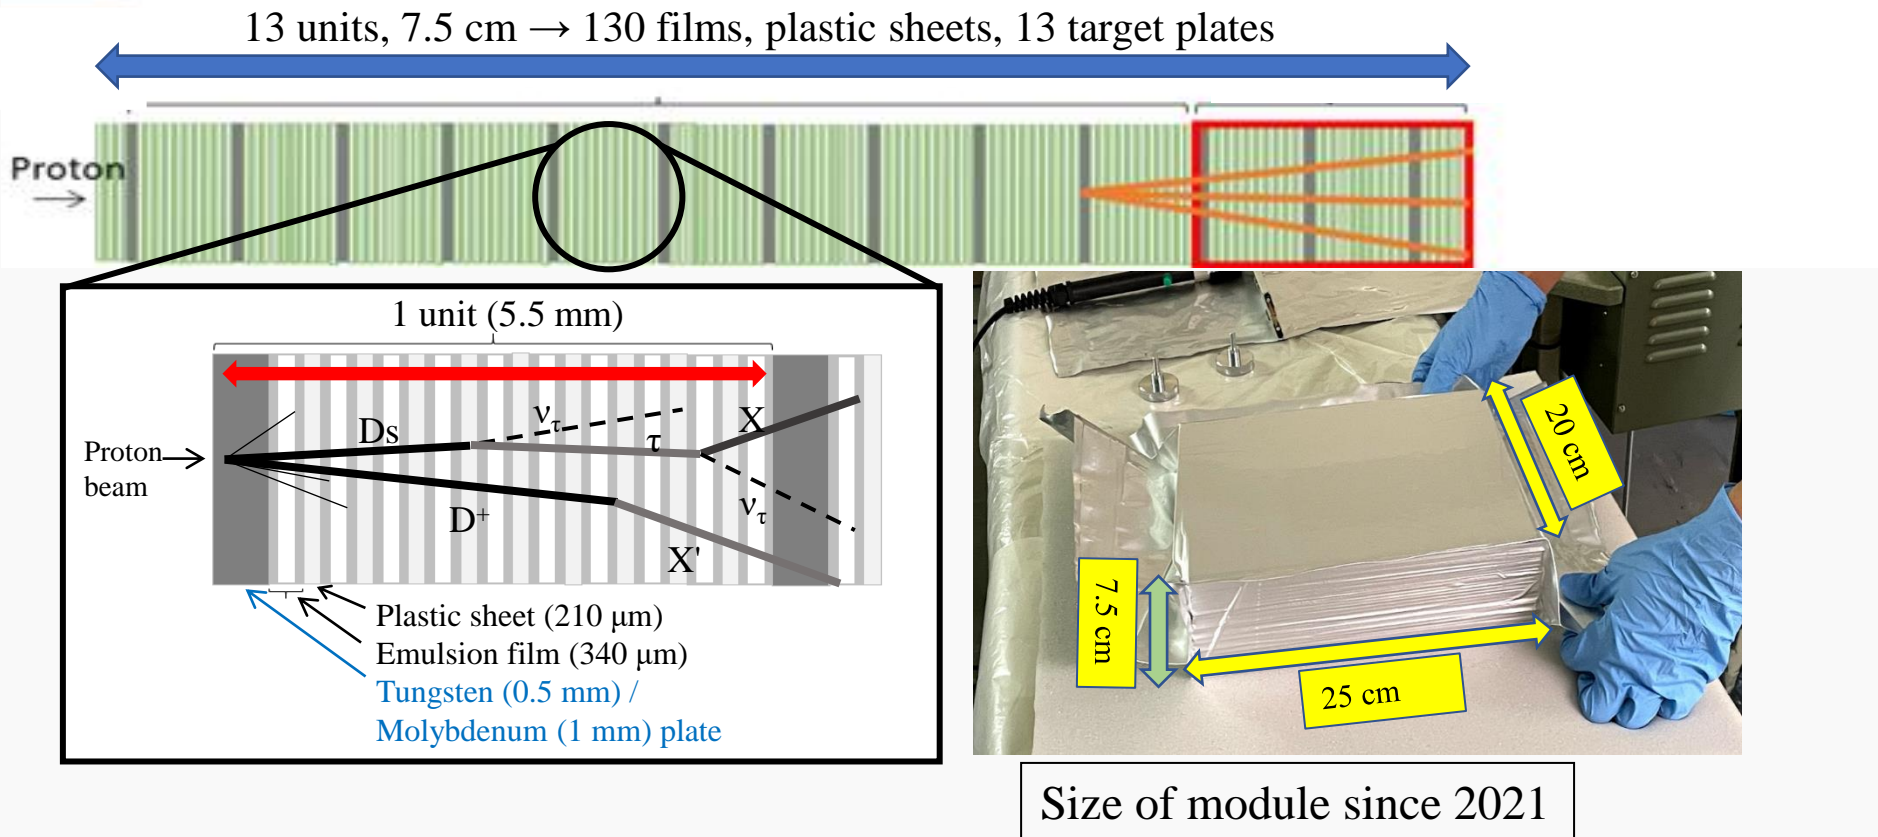 13 units, 7.5 cm → 130 films, plastic sheets, 13 target plates
Proton
→
1 unit (5.5 mm)
Proton
beam
Ds
ντ
τ
X
ντ
D+
X'
Plastic sheet (210 μm)
Emulsion film (340 μm)
Tungsten (0.5 mm) /
Molybdenum (1 mm) plate
20 cm
7.5 cm
25 cm
Size of module since 2021